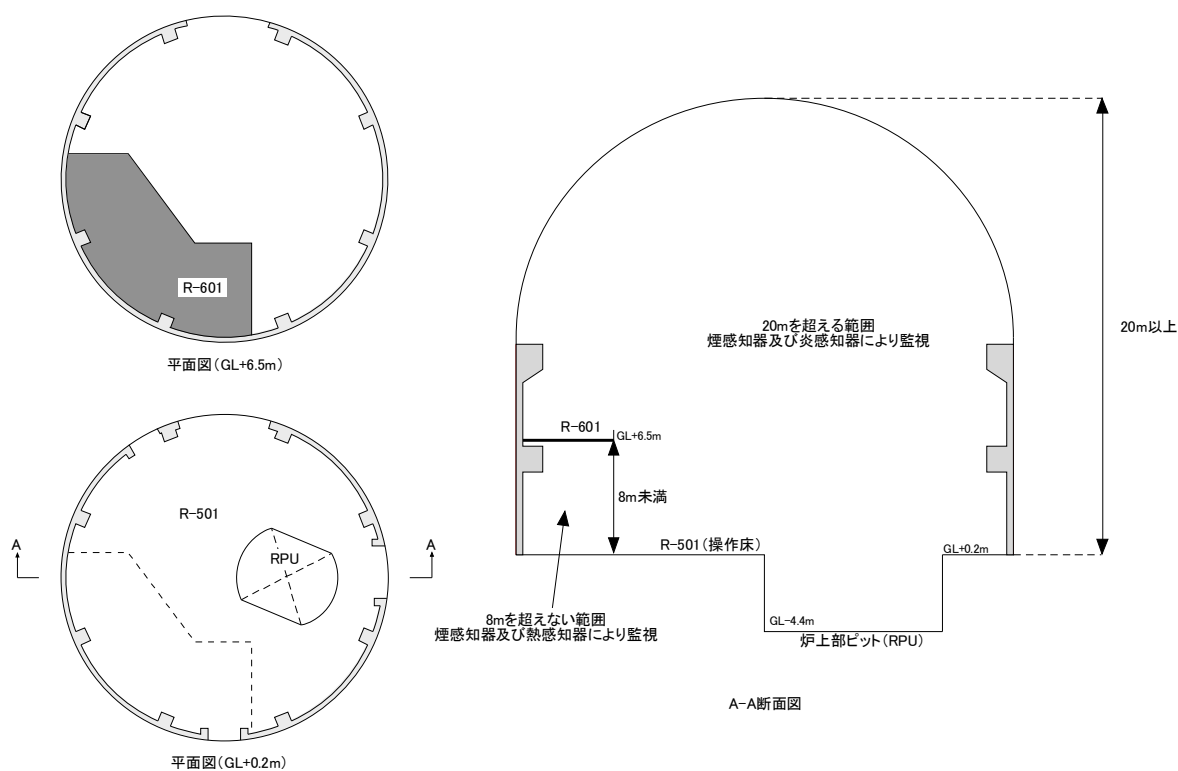 R-601
平面図(GL+6.5m)
R-501
RPU
A
A
平面図(GL+0.2m)
20mを超える範囲
煙感知器及び炎感知器により監視
20m以上
R-601
GL+6.5m
8m未満
R-501(操作床)
GL+0.2m
8mを超えない範囲
煙感知器及び熱感知器により監視
GL-4.4m
炉上部ピット(RPU)
A-A断面図